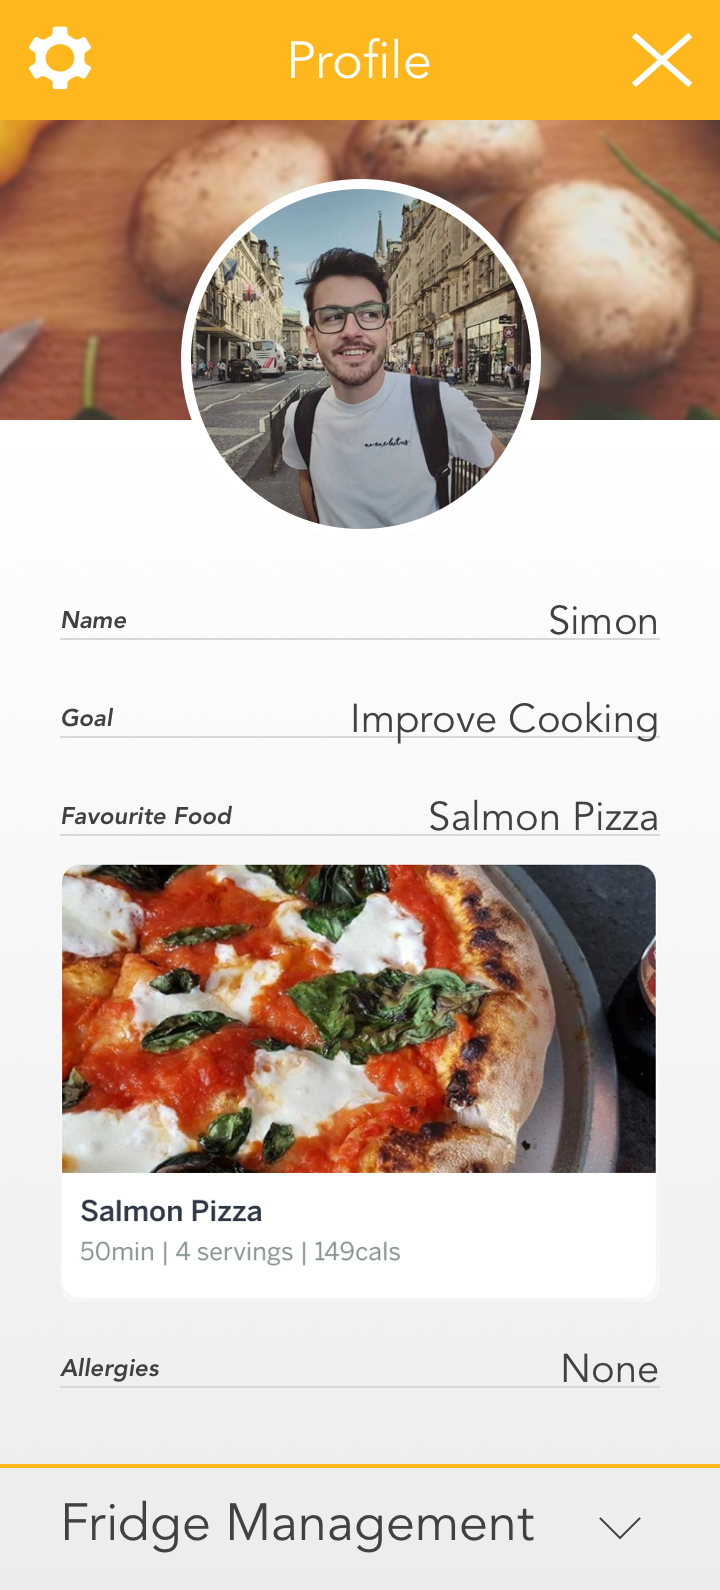 Profile
Name
Simon
Goal
Improve Cooking
Favourite Food
Salmon Pizza
Salmon Pizza
50min | 4 servings | 149cals
Allergies
None
Fridge Management